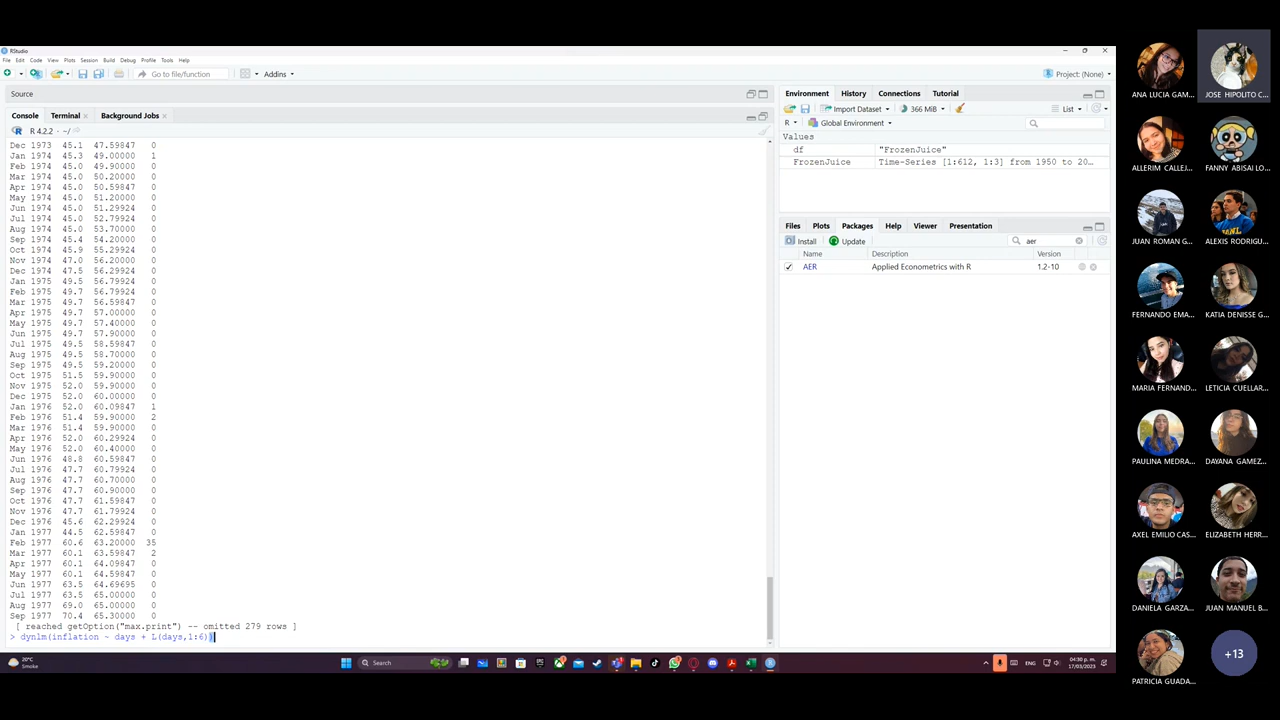 RStudio
File Edit Code View Plots Session Build Debug Profile Tools Help
Go to file/function Addins Project: (None)
Source
Console Terminal Background Jobs
R 4.2.2 · ~/
Dec 1973 45.1 47.59847 0
Jan 1974 45.3 49.00000 1
Feb 1974 45.0 49.90000 0
Mar 1974 45.0 50.20000 0
Apr 1974 45.0 50.59847 0
May 1974 45.0 51.20000 0
Jun 1974 45.0 51.29924 0
Jul 1974 45.0 52.79924 0
Aug 1974 45.0 53.70000 0
Sep 1974 45.4 54.20000 0
Oct 1974 45.9 55.29924 0
Nov 1974 47.0 56.20000 0
Dec 1974 47.5 56.29924 0
Jan 1975 49.5 56.79924 0
Feb 1975 49.7 56.79924 0
Mar 1975 49.7 56.59847 0
Apr 1975 49.7 57.00000 0
May 1975 49.7 57.40000 0
Jun 1975 49.7 57.90000 0
Jul 1975 49.5 58.59847 0
Aug 1975 49.5 58.70000 0
Sep 1975 49.5 59.20000 0
Oct 1975 51.5 59.90000 0
Nov 1975 52.0 59.90000 0
Dec 1975 52.0 60.00000 0
Jan 1976 52.0 60.09847 1
Feb 1976 51.4 59.90000 2
Mar 1976 51.4 59.90000 0
Apr 1976 52.0 60.29924 0
May 1976 52.0 60.40000 0
Jun 1976 48.8 60.59847 0
Jul 1976 47.7 60.79924 0
Aug 1976 47.7 60.70000 0
Sep 1976 47.7 60.90000 0
Oct 1976 47.7 61.59847 0
Nov 1976 47.7 61.79924 0
Dec 1976 45.6 62.29924 0
Jan 1977 44.5 62.59847 0
Feb 1977 60.6 63.20000 35
Mar 1977 60.1 63.59847 2
Apr 1977 60.1 64.09847 0
May 1977 60.1 64.59847 0
Jun 1977 63.5 64.69695 0
Jul 1977 63.5 65.00000 0
Aug 1977 69.0 65.00000 0
Sep 1977 70.4 65.30000 0
[ reached getOption("max.print") -- omitted 279 rows ]
> dynlm(inflation ~ days + L(days,1:6))
Environment History Connections Tutorial
Import Dataset 366 MiB List
R Global Environment
Values
df "FrozenJuice"
FrozenJuice Time-Series [1:612, 1:3] from 1950 to 20...
Files Plots Packages Help Viewer Presentation
Install Update aer
Name Description Version
AER Applied Econometrics with R 1.2-10
20°C
Smoke
Search
ENG
04:30 p. m.
17/03/2023
ANA LUCIA GAM... JOSE HIPOLITO C...
ALLERIM CALLEJ... FANNY ABISAI LO...
JUAN ROMAN G... ALEXIS RODRIGU...
FERNANDO EMA... KATIA DENISSE G...
MARIA FERNAND... LETICIA CUELLAR...
PAULINA MEDRA... DAYANA GAMEZ...
AXEL EMILIO CAS... ELIZABETH HERR...
DANIELA GARZA... JUAN MANUEL B...
PATRICIA GUADA... +13